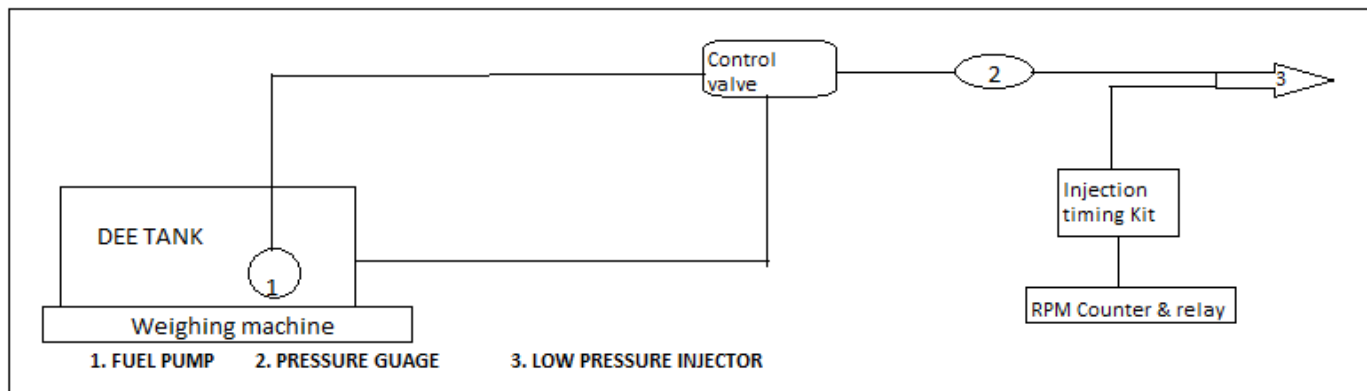 Control
valve
2
3
Injection
timing Kit
DEE TANK
1
RPM Counter & relay
Weighing machine
1. FUEL PUMP 2. PRESSURE GUAGE 3. LOW PRESSURE INJECTOR